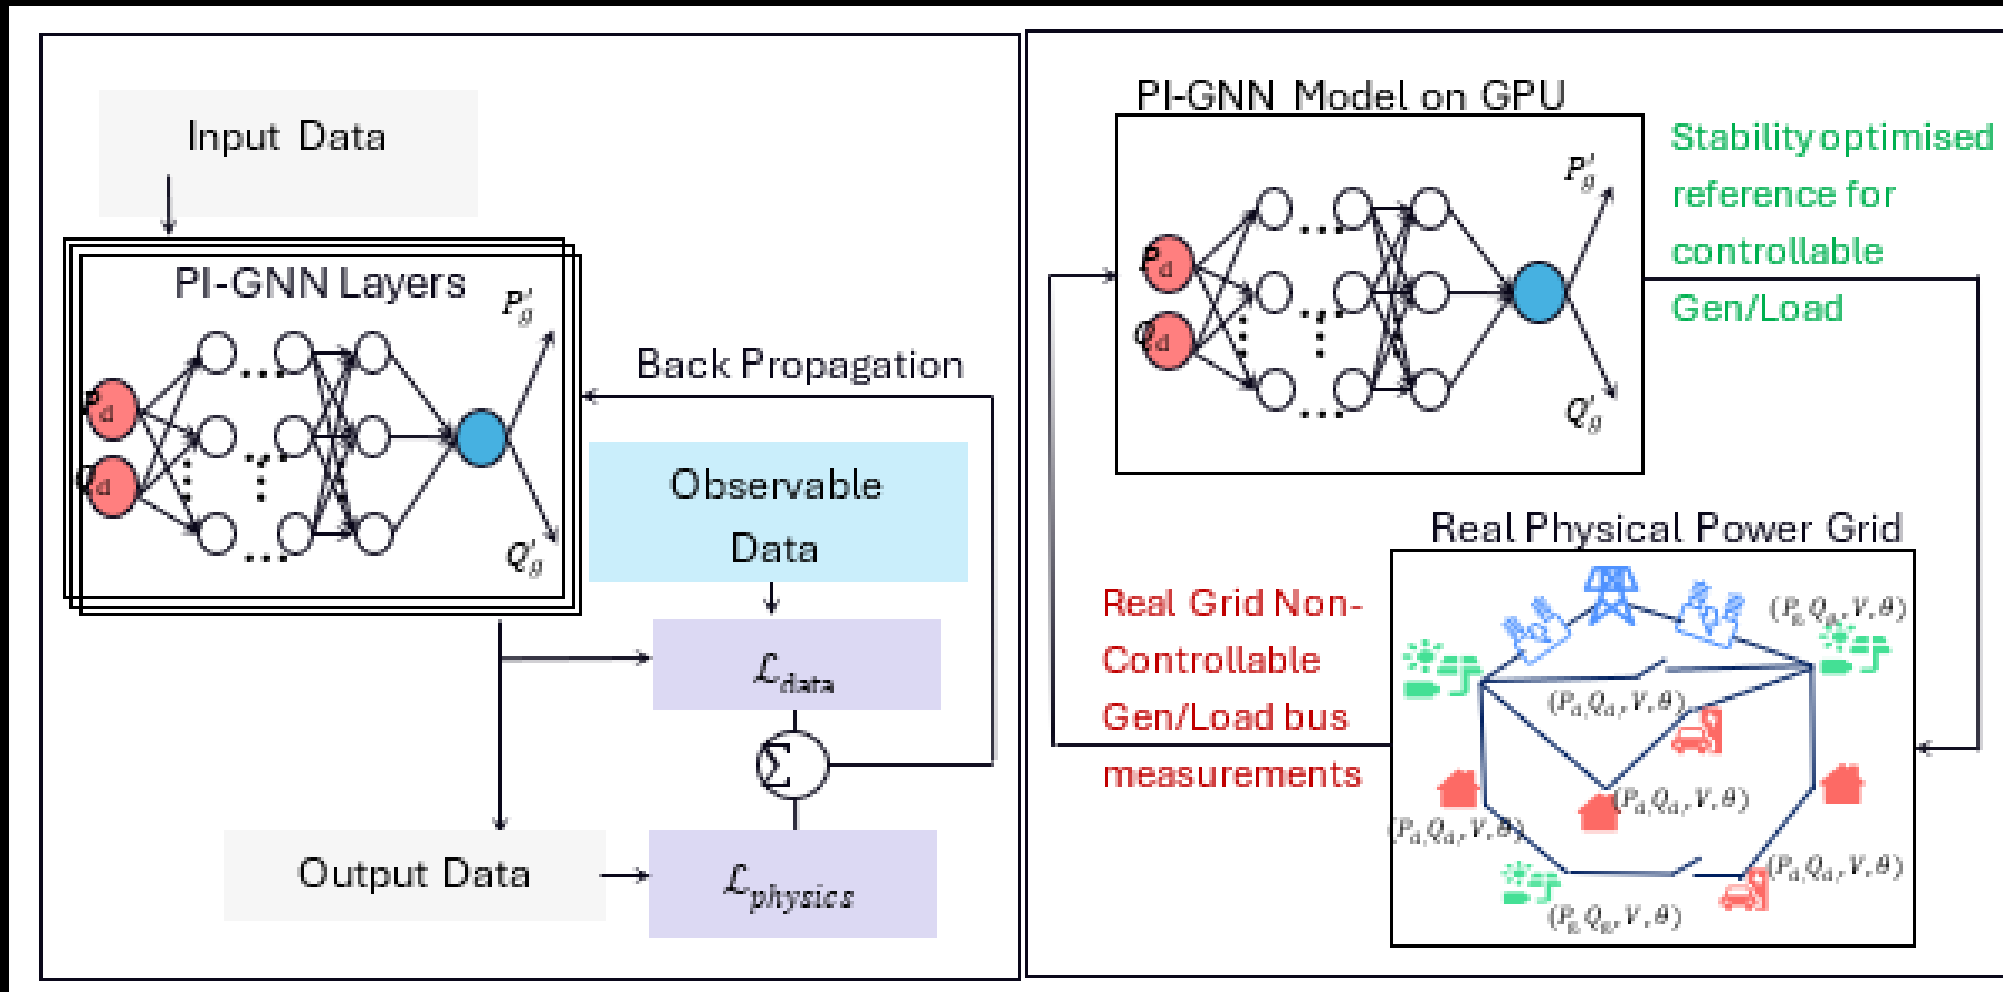 Input Data
PI-GNN Layers
P'g
Pd
Qd
Q'g
Back Propagation
Observable
Data
ℒdata
Σ
Output Data
ℒphysics
PI-GNN Model on GPU
P'g
Pd
Qd
Q'g
Stability optimised
reference for
controllable
Gen/Load
Real Physical Power Grid
Real Grid Non-
Controllable
Gen/Load bus
measurements
(Pg, Qg, V, θ)
(Pd, Qd, V, θ)
(Pd, Qd, V, θ)
(Pd, Qd, V, θ)
(Pd, Qd, V, θ)
(Pg, Qg, V, θ)